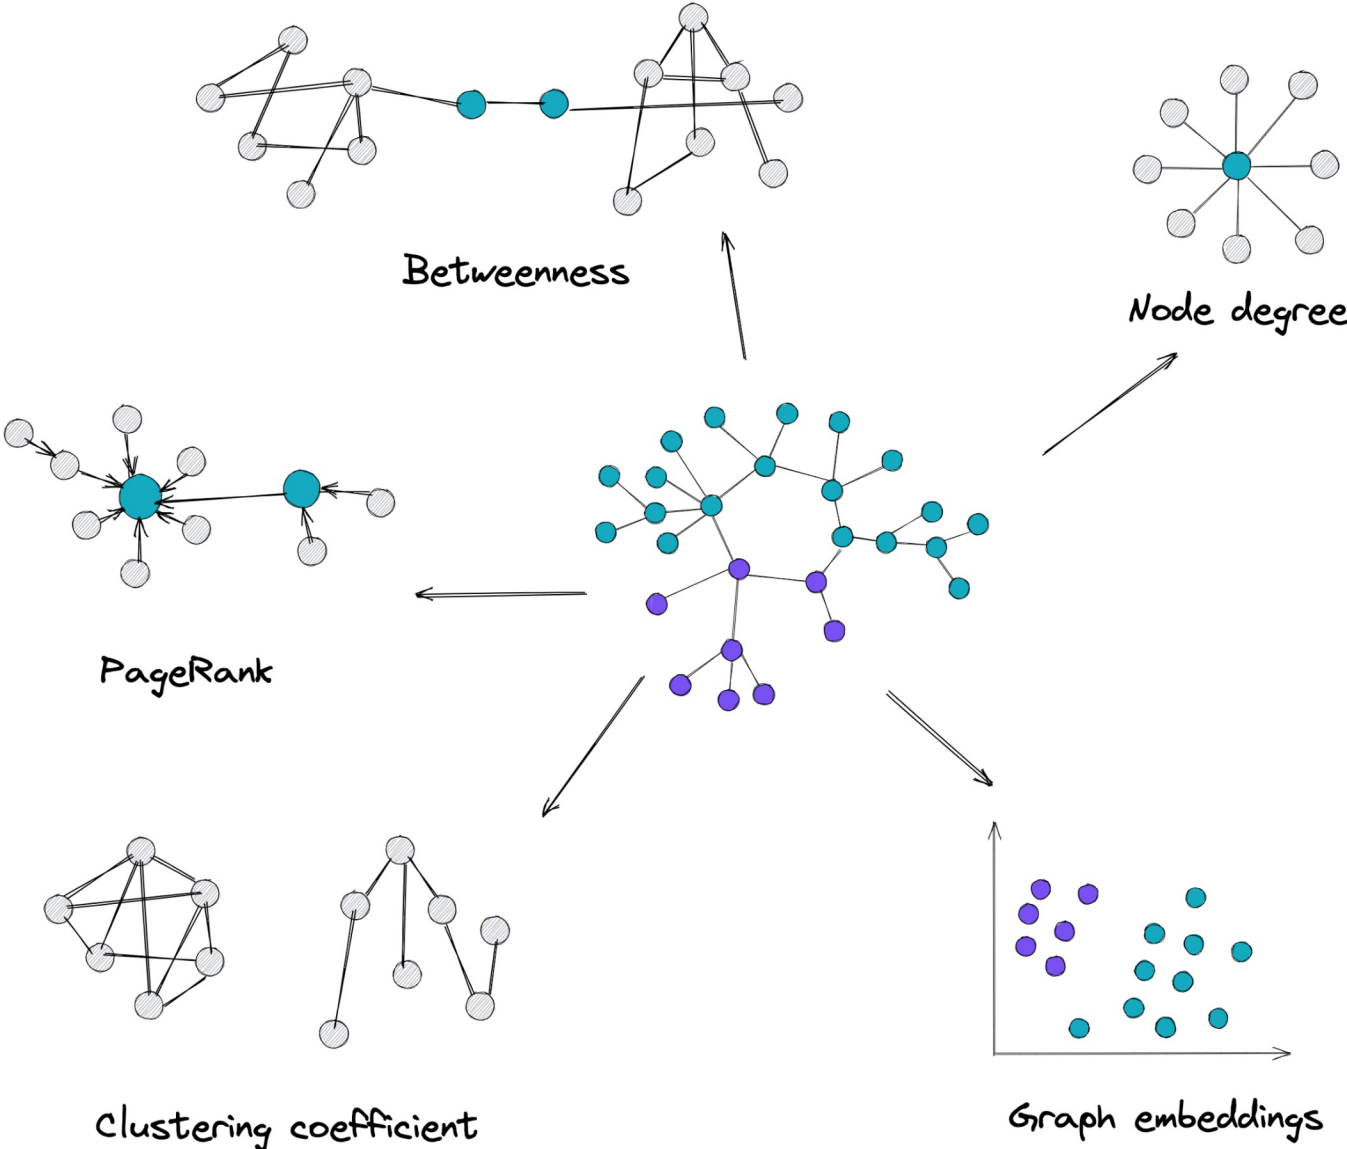 Betweenness
Node degree
PageRank
Clustering coefficient
Graph embeddings